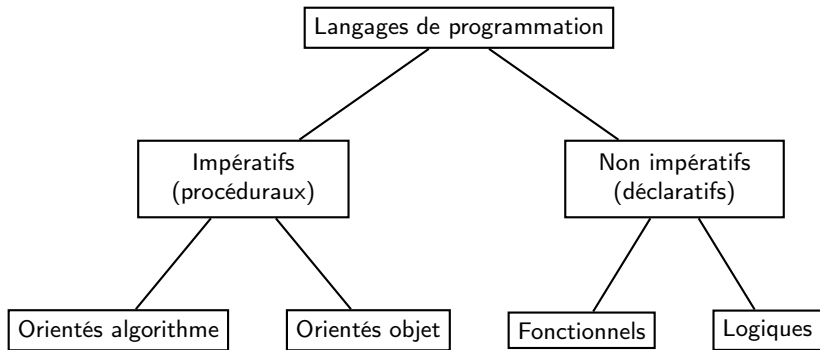 Langages de programmation
Impératifs
(procéduraux)
Non impératifs
(déclaratifs)
Orientés algorithme
Orientés objet
Fonctionnels
Logiques